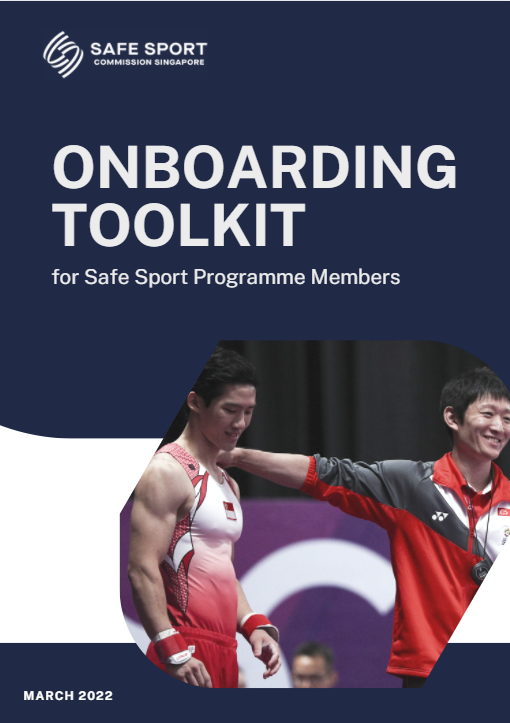 SAFE SPORT
COMMISSION SINGAPORE
ONBOARDING
TOOLKIT
for Safe Sport Programme Members
MARCH 2022